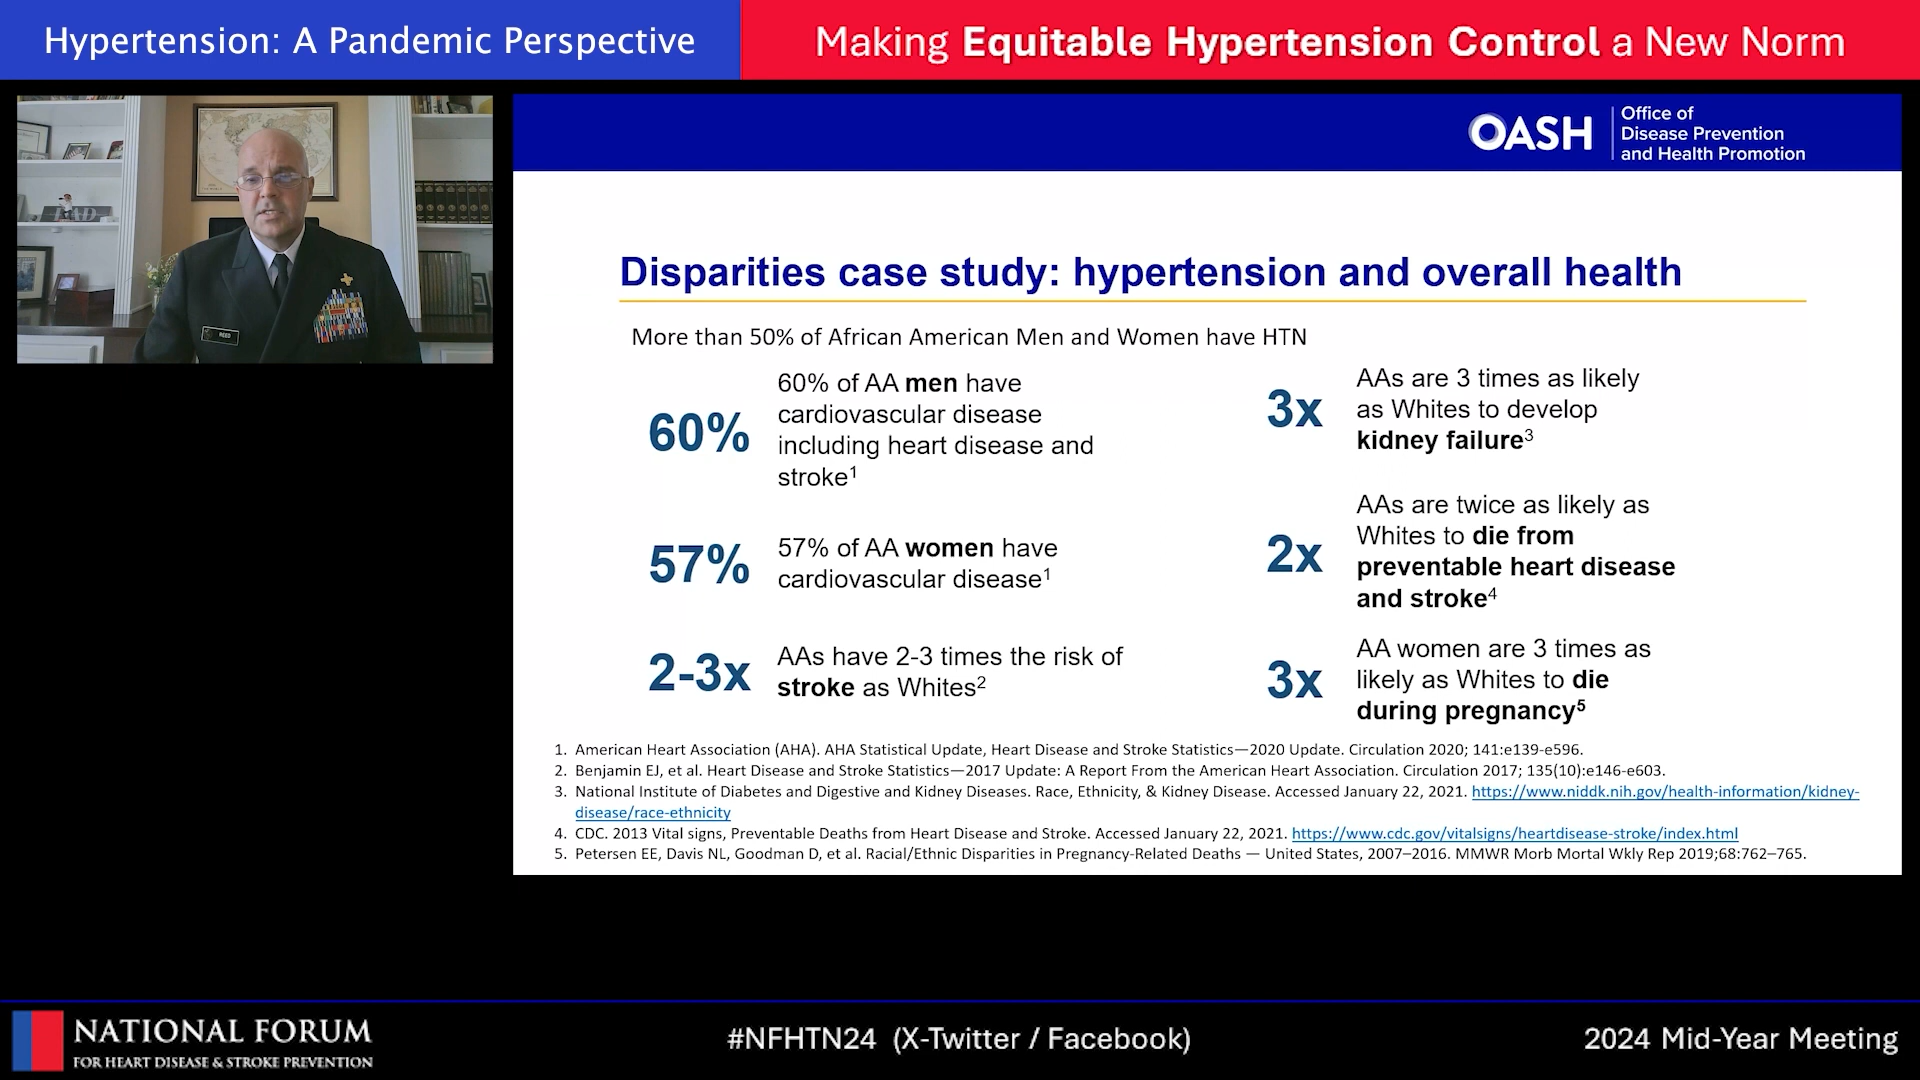 Hypertension: A Pandemic Perspective
Making Equitable Hypertension Control a New Norm
REED
OASH
Office of
Disease Prevention
and Health Promotion
Disparities case study: hypertension and overall health
More than 50% of African American Men and Women have HTN
60%
60% of AA men have
cardiovascular disease
including heart disease and
stroke1
57%
57% of AA women have
cardiovascular disease1
2-3x
AAs have 2-3 times the risk of
stroke as Whites2
3x
AAs are 3 times as likely
as Whites to develop
kidney failure3
2x
AAs are twice as likely as
Whites to die from
preventable heart disease
and stroke4
3x
AA women are 3 times as
likely as Whites to die
during pregnancy5
1. American Heart Association (AHA). AHA Statistical Update, Heart Disease and Stroke Statistics—2020 Update. Circulation 2020; 141:e139-e596.
2. Benjamin EJ, et al. Heart Disease and Stroke Statistics—2017 Update: A Report From the American Heart Association. Circulation 2017; 135(10):e146-e603.
3. National Institute of Diabetes and Digestive and Kidney Diseases. Race, Ethnicity, & Kidney Disease. Accessed January 22, 2021. https://www.niddk.nih.gov/health-information/kidney-
disease/race-ethnicity
4. CDC. 2013 Vital signs, Preventable Deaths from Heart Disease and Stroke. Accessed January 22, 2021. https://www.cdc.gov/vitalsigns/heartdisease-stroke/index.html
5. Petersen EE, Davis NL, Goodman D, et al. Racial/Ethnic Disparities in Pregnancy-Related Deaths — United States, 2007–2016. MMWR Morb Mortal Wkly Rep 2019;68:762–765.
NATIONAL FORUM
FOR HEART DISEASE & STROKE PREVENTION
#NFHTN24 (X-Twitter / Facebook)
2024 Mid-Year Meeting